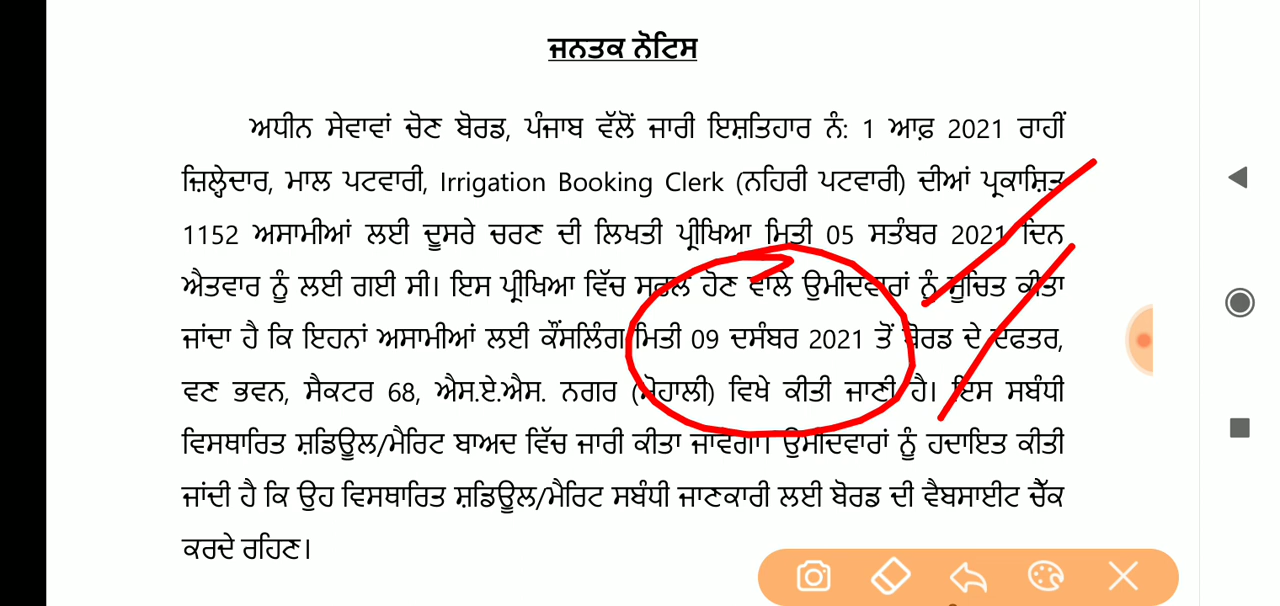 ਜਨਤਕ ਨੋਟਿਸ
ਅਧੀਨ ਸੇਵਾਵਾਂ ਚੋਣ ਬੋਰਡ, ਪੰਜਾਬ ਵੱਲੋਂ ਜਾਰੀ ਇਸ਼ਤਿਹਾਰ ਨੰ: 1 ਆਫ਼ 2021 ਰਾਹੀਂ
ਜ਼ਿਲ੍ਹੇਦਾਰ, ਮਾਲ ਪਟਵਾਰੀ, Irrigation Booking Clerk (ਨਹਿਰੀ ਪਟਵਾਰੀ) ਦੀਆਂ ਪ੍ਰਕਾਸ਼ਿਤ
1152 ਅਸਾਮੀਆਂ ਲਈ ਦੂਸਰੇ ਚਰਣ ਦੀ ਲਿਖਤੀ ਪ੍ਰੀਖਿਆ ਮਿਤੀ 05 ਸਤੰਬਰ 2021 ਦਿਨ
ਐਤਵਾਰ ਨੂੰ ਲਈ ਗਈ ਸੀ। ਇਸ ਪ੍ਰੀਖਿਆ ਵਿੱਚ ਸਫਲ ਹੋਣ ਵਾਲੇ ਉਮੀਦਵਾਰਾਂ ਨੂੰ ਸੂਚਿਤ ਕੀਤਾ
ਜਾਂਦਾ ਹੈ ਕਿ ਇਹਨਾਂ ਅਸਾਮੀਆਂ ਲਈ ਕੌਂਸਲਿੰਗ ਮਿਤੀ 09 ਦਸੰਬਰ 2021 ਤੋਂ ਬੋਰਡ ਦੇ ਦਫਤਰ,
ਵਣ ਭਵਨ, ਸੈਕਟਰ 68, ਐਸ.ਏ.ਐਸ. ਨਗਰ (ਮੋਹਾਲੀ) ਵਿਖੇ ਕੀਤੀ ਜਾਣੀ ਹੈ। ਇਸ ਸਬੰਧੀ
ਵਿਸਥਾਰਿਤ ਸ਼ਡਿਊਲ/ਮੈਰਿਟ ਬਾਅਦ ਵਿੱਚ ਜਾਰੀ ਕੀਤਾ ਜਾਵੇਗਾ। ਉਮੀਦਵਾਰਾਂ ਨੂੰ ਹਦਾਇਤ ਕੀਤੀ
ਜਾਂਦੀ ਹੈ ਕਿ ਉਹ ਵਿਸਥਾਰਿਤ ਸ਼ਡਿਊਲ/ਮੈਰਿਟ ਸਬੰਧੀ ਜਾਣਕਾਰੀ ਲਈ ਬੋਰਡ ਦੀ ਵੈਬਸਾਈਟ ਚੈੱਕ
ਕਰਦੇ ਰਹਿਣ।